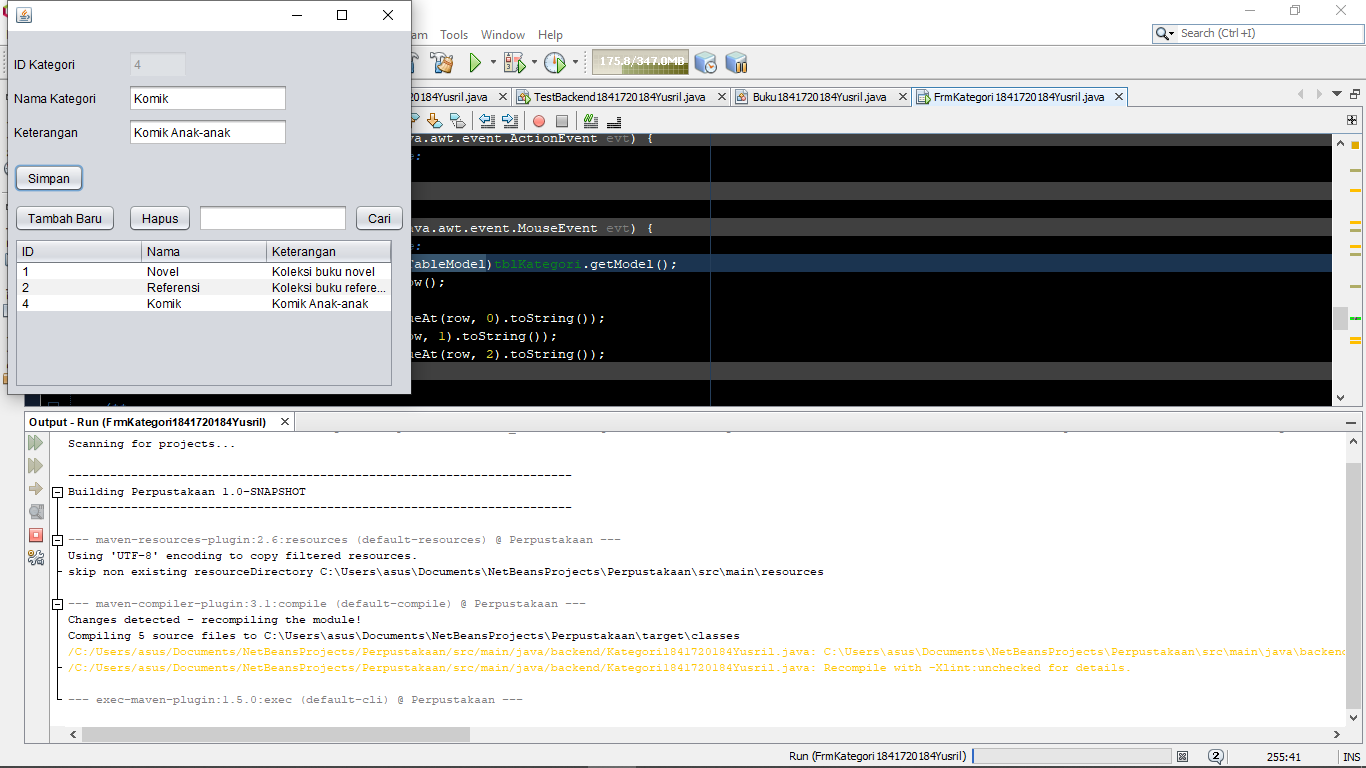 ID Kategori 4
Nama Kategori Komik
Keterangan Komik Anak-anak
Simpan
Tambah Baru Hapus Cari
ID Nama Keterangan
1 Novel Koleksi buku novel
2 Referensi Koleksi buku refere...
4 Komik Komik Anak-anak
am Tools Window Help
Search (Ctrl+I)
175.8/347.0MB
20184Yusril.java TestBackend1841720184Yusril.java Buku1841720184Yusril.java FrmKategori1841720184Yusril.java
va.awt.event.ActionEvent evt) {
e:
ava.awt.event.MouseEvent evt) {
e:
TableModel)tblKategori.getModel();
ow();
ueAt(row, 0).toString());
ow, 1).toString());
ueAt(row, 2).toString());
Output - Run (FrmKategori1841720184Yusril)
Scanning for projects...
------------------------------------------------------------------------
Building Perpustakaan 1.0-SNAPSHOT
------------------------------------------------------------------------
--- maven-resources-plugin:2.6:resources (default-resources) @ Perpustakaan ---
Using 'UTF-8' encoding to copy filtered resources.
skip non existing resourceDirectory C:\Users\asus\Documents\NetBeansProjects\Perpustakaan\src\main\resources
--- maven-compiler-plugin:3.1:compile (default-compile) @ Perpustakaan ---
Changes detected - recompiling the module!
Compiling 5 source files to C:\Users\asus\Documents\NetBeansProjects\Perpustakaan\target\classes
/C:/Users/asus/Documents/NetBeansProjects/Perpustakaan/src/main/java/backend/Kategori1841720184Yusril.java: C:\Users\asus\Documents\NetBeansProjects\Perpustakaan\src\main\java\backend
/C:/Users/asus/Documents/NetBeansProjects/Perpustakaan/src/main/java/backend/Kategori1841720184Yusril.java: Recompile with -Xlint:unchecked for details.
--- exec-maven-plugin:1.5.0:exec (default-cli) @ Perpustakaan ---
Run (FrmKategori1841720184Yusril) 2 255:41 INS